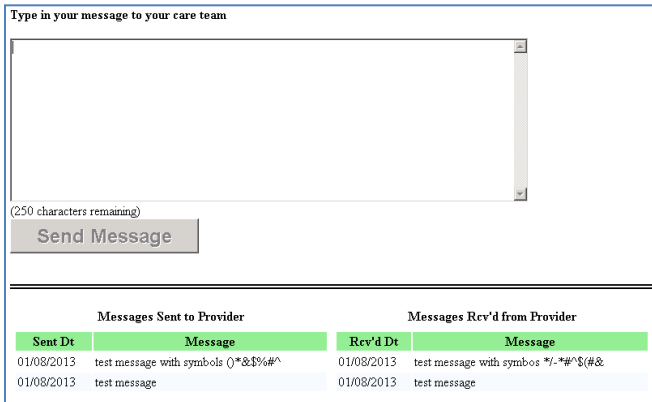 Type in your message to your care team
(250 characters remaining)
Send Message
Messages Sent to Provider Messages Rcv'd from Provider
Sent Dt Message Rcv'd Dt Message
01/08/2013 test message with symbols ()*&$%#^ 01/08/2013 test message with symbos */-*#^$(#&
01/08/2013 test message 01/08/2013 test message